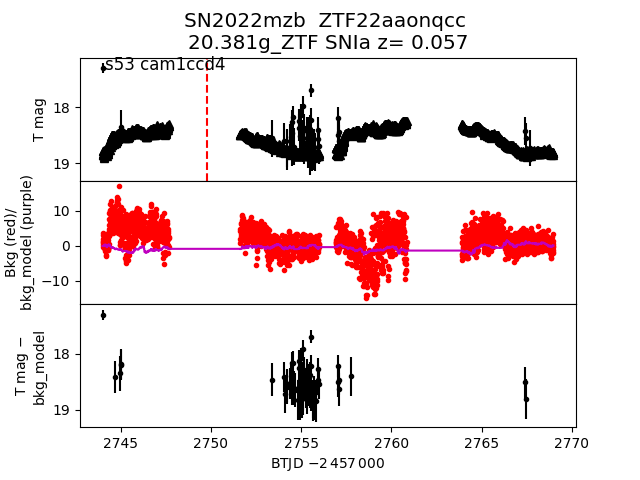 SN2022mzb  ZTF22aaonqcc
20.381g_ZTF SNIa z= 0.057
s53 cam1ccd4
T mag
18
19
Bkg (red)/
bkg_model (purple)
10
0
−10
T mag −
bkg_model
18
19
2745 2750 2755 2760 2765 2770
BTJD −2 457 000